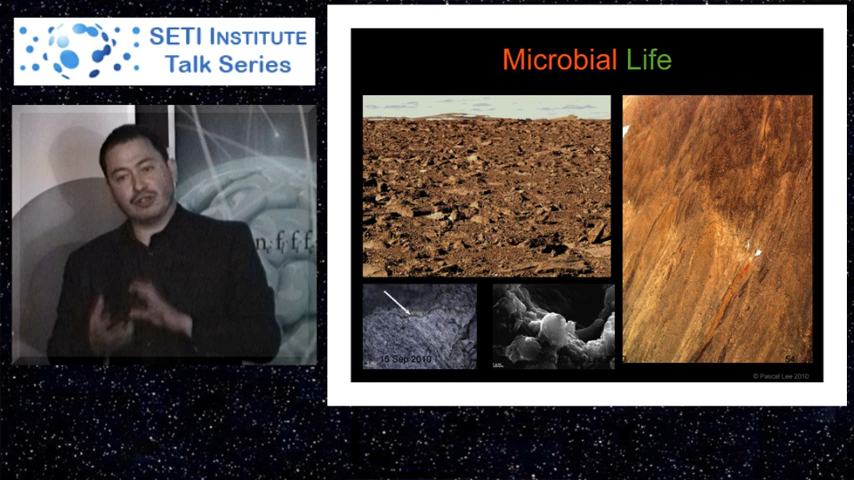 SETI INSTITUTE
Talk Series
Microbial Life
15 Sep 2010
54
© Pascal Lee 2010